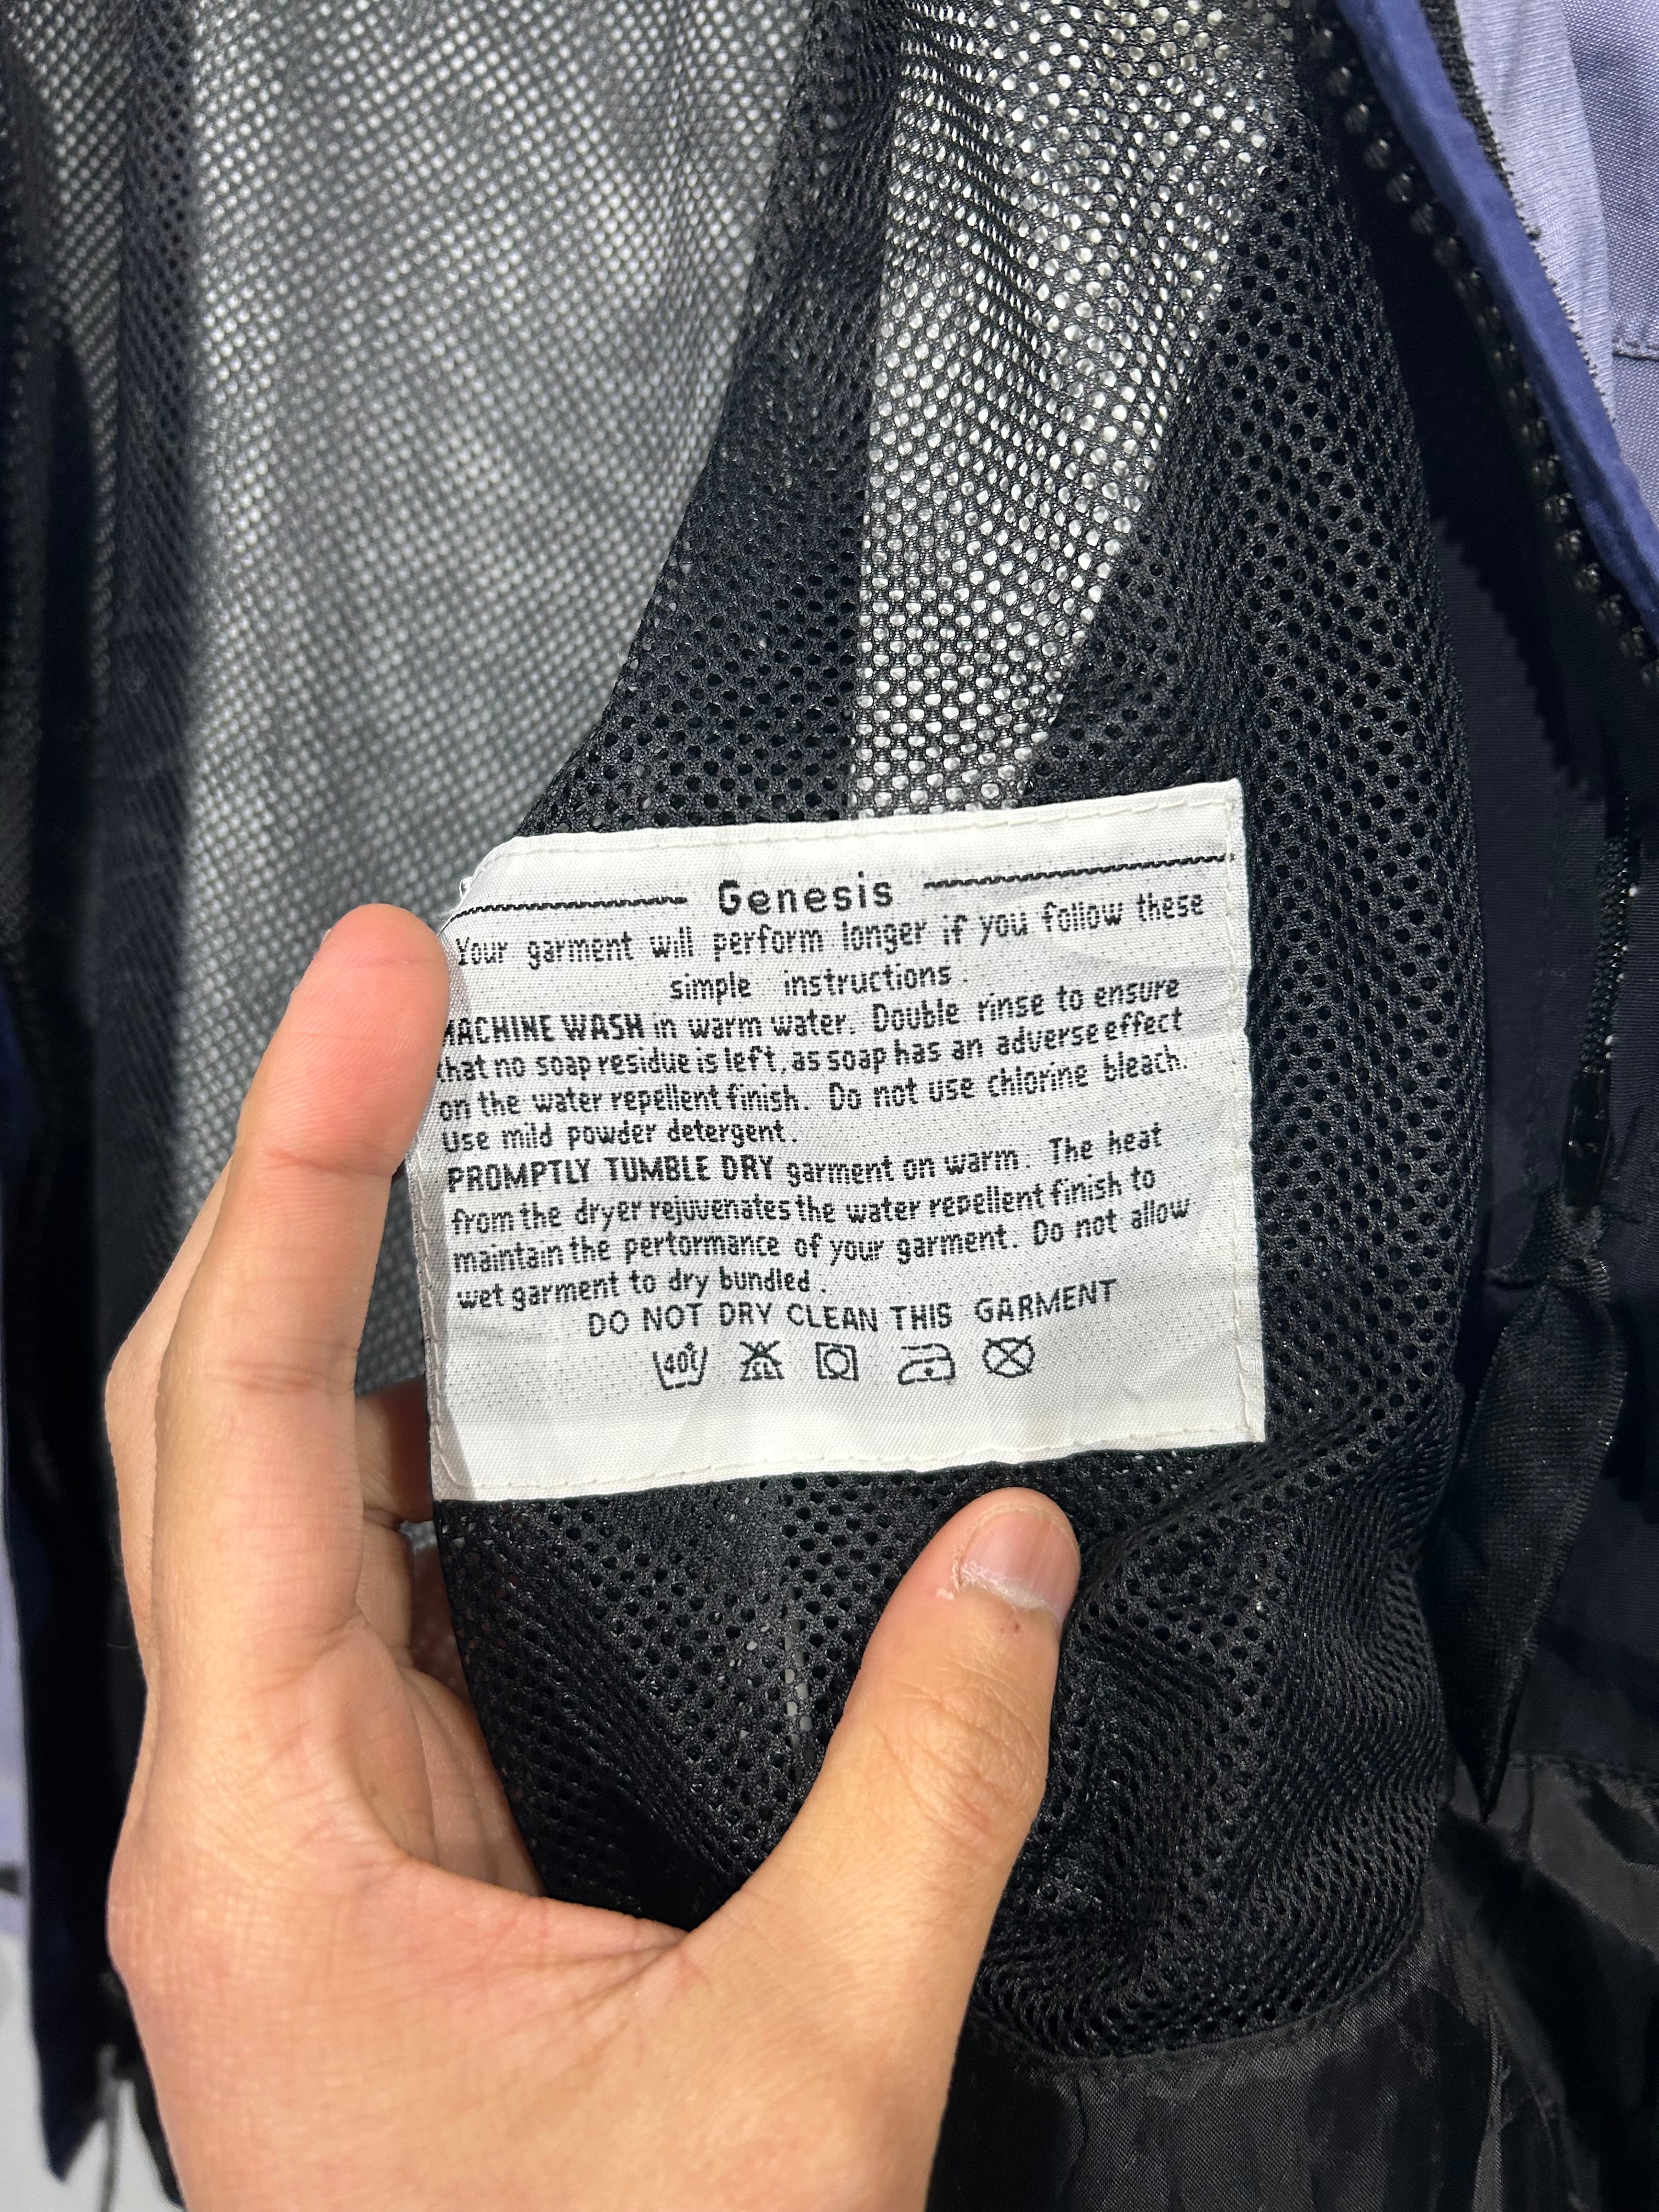 Genesis
Your garment will perform longer if you follow these
simple instructions.
MACHINE WASH in warm water. Double rinse to ensure
that no soap residue is left, as soap has an adverse effect
on the water repellent finish. Do not use chlorine bleach.
Use mild powder detergent.
PROMPTLY TUMBLE DRY garment on warm. The heat
from the dryer rejuvenates the water repellent finish to
maintain the performance of your garment. Do not allow
wet garment to dry bundled.
DO NOT DRY CLEAN THIS GARMENT
40°
CL